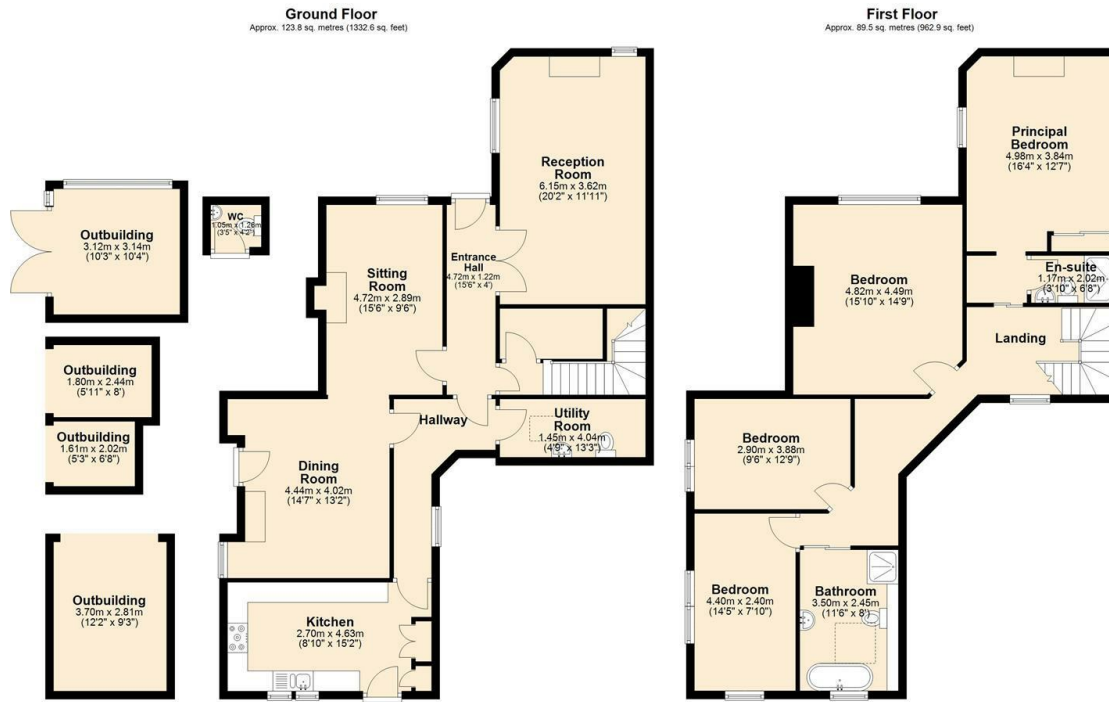 Ground Floor
Approx. 123.8 sq. metres (1332.6 sq. feet)
Reception
Room
6.15m x 3.62m
(20'2" x 11'11")
Outbuilding
3.12m x 3.14m
(10'3" x 10'4")
WC
1.05m x 1.26m
(3'5" x 4'2")
Sitting
Room
4.72m x 2.89m
(15'6" x 9'6")
Entrance
Hall
4.72m x 1.22m
(15'6" x 4')
Outbuilding
1.80m x 2.44m
(5'11" x 8')
Outbuilding
1.61m x 2.02m
(5'3" x 6'8")
Hallway
Utility
Room
1.45m x 4.04m
(4'9" x 13'3")
Dining
Room
4.44m x 4.02m
(14'7" x 13'2")
Outbuilding
3.70m x 2.81m
(12'2" x 9'3")
Kitchen
2.70m x 4.63m
(8'10" x 15'2")
First Floor
Approx. 89.5 sq. metres (962.9 sq. feet)
Principal
Bedroom
4.98m x 3.84m
(16'4" x 12'7")
Bedroom
4.82m x 4.49m
(15'10" x 14'9")
En-suite
1.17m x 2.02m
(3'10" x 6'8")
Landing
Bedroom
2.90m x 3.88m
(9'6" x 12'9")
Bedroom
4.40m x 2.40m
(14'5" x 7'10")
Bathroom
3.50m x 2.45m
(11'6" x 8')